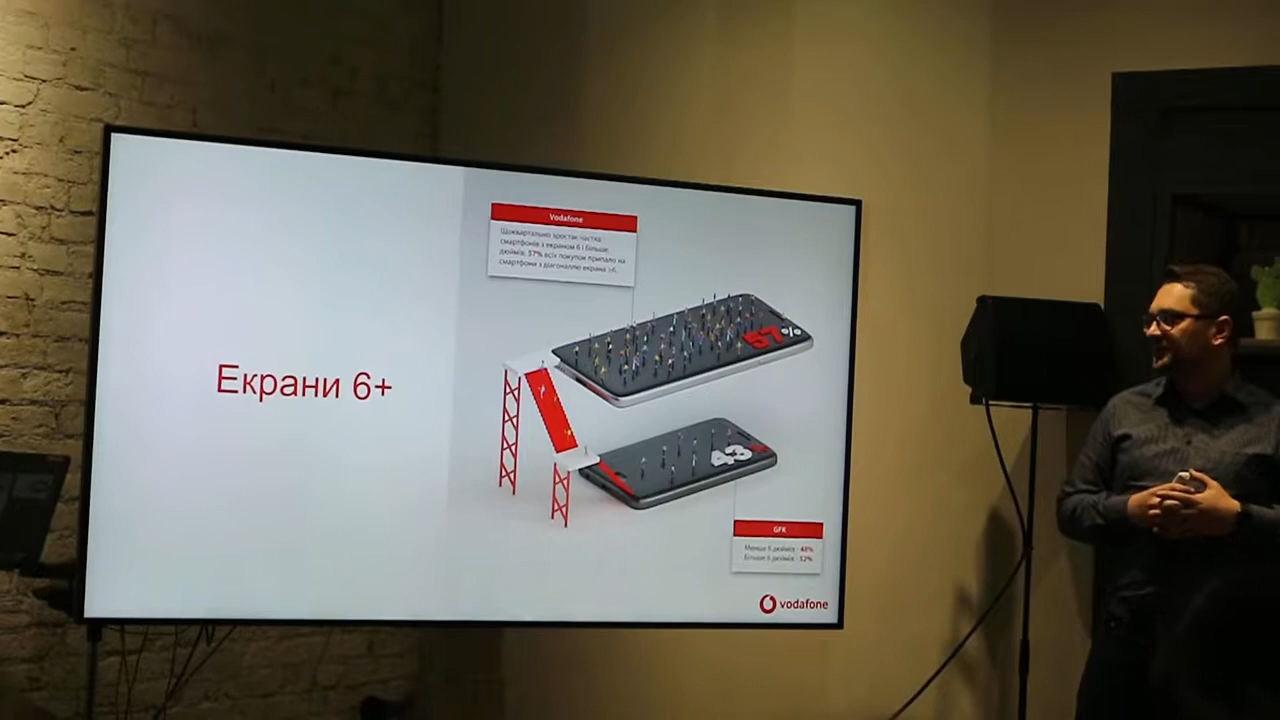 Екрани 6+
Vodafone
Щоквартально зростає частка
смартфонів з екраном 6 і більше
дюймів. 57% всіх покупок припало на
смартфони з діагоналлю екрана >6.
57%
43%
GFK
Менше 6 дюймів - 48%
Більше 6 дюймів - 52%
vodafone